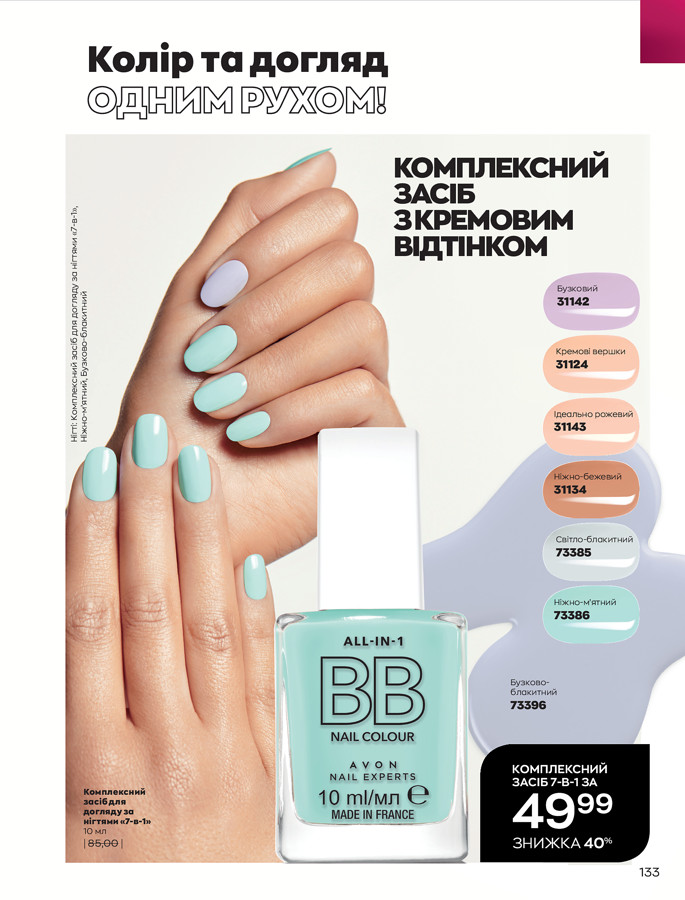 Колір та догляд
ОДНИМ РУХОМ!
КОМПЛЕКСНИЙ
ЗАСІБ
З КРЕМОВИМ
ВІДТІНКОМ
Нігті: Комплексний засіб для догляду за нігтями «7-в-1»,
Ніжно-м'ятний, Бузково-блакитний
Бузковий
31142
Кремові вершки
31124
Ідеально рожевий
31143
Ніжно-бежевий
31134
Світло-блакитний
73385
Ніжно-м'ятний
73386
Бузково-
блакитний
73396
ALL-IN-1
BB
NAIL COLOUR
AVON
NAIL EXPERTS
10 ml/мл ℮
MADE IN FRANCE
Комплексний
засіб для
догляду за
нігтями «7-в-1»
10 мл
| 85,00 |
КОМПЛЕКСНИЙ
ЗАСІБ 7-В-1 ЗА
4999
ЗНИЖКА 40%
133